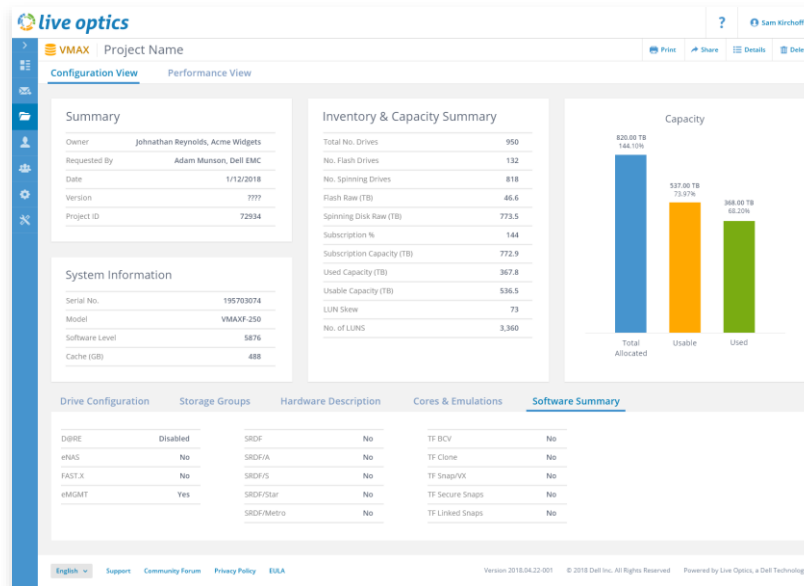 live optics
?
Sam Kirchoff
VMAX Project Name
Print Share Details Dele
Configuration View Performance View
Summary
Owner Johnathan Reynolds, Acme Widgets
Requested By Adam Munson, Dell EMC
Date 1/12/2018
Version ????
Project ID 72934
System Information
Serial No. 195703074
Model VMAXF-250
Software Level 5876
Cache (GB) 488
Inventory & Capacity Summary
Total No. Drives 950
No. Flash Drives 132
No. Spinning Drives 818
Flash Raw (TB) 46.6
Spinning Disk Raw (TB) 773.5
Subscription % 144
Subscription Capacity (TB) 772.9
Used Capacity (TB) 367.8
Usable Capacity (TB) 536.5
LUN Skew 73
No. of LUNS 3,360
Capacity
820.00 TB
144.10%
537.00 TB
73.97%
368.00 TB
68.20%
Total
Allocated
Usable
Used
Drive Configuration Storage Groups Hardware Description Cores & Emulations Software Summary
D@RE Disabled
eNAS No
FAST.X No
eMGMT Yes
SRDF No
SRDF/A No
SRDF/S No
SRDF/Star No
SRDF/Metro No
TF BCV No
TF Clone No
TF Snap/VX No
TF Secure Snaps No
TF Linked Snaps No
English Support Community Forum Privacy Policy EULA
Version 2018.04.22-001 © 2018 Dell Inc. All Rights Reserved Powered by Live Optics, a Dell Technolog